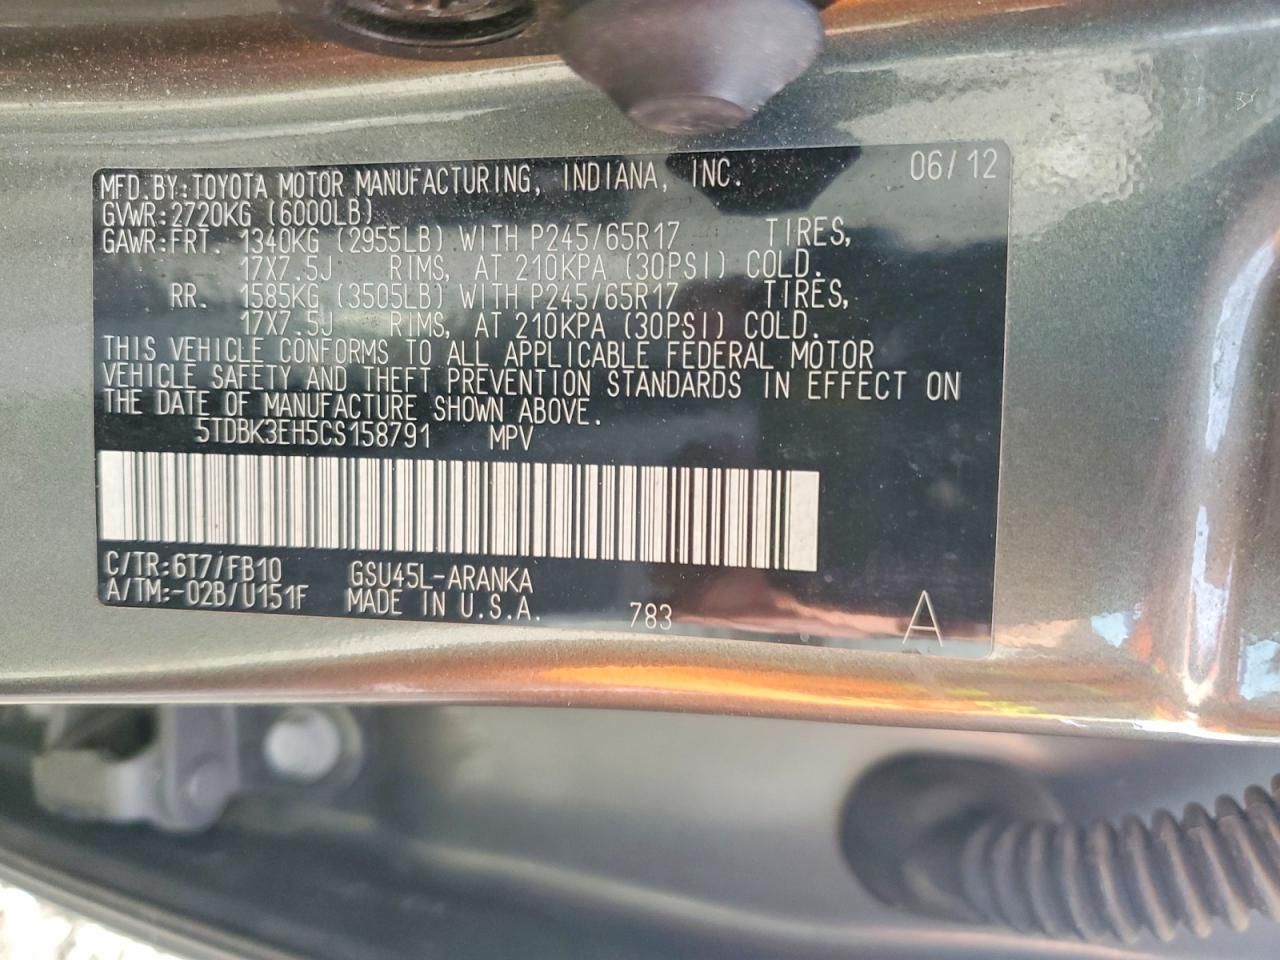 MFD.BY:TOYOTA MOTOR MANUFACTURING, INDIANA, INC. 06/12
GVWR:2720KG (6000LB)
GAWR:FRT. 1340KG (2955LB) WITH P245/65R17 TIRES,
17X7.5J RIMS, AT 210KPA (30PSI) COLD.
RR. 1585KG (3505LB) WITH P245/65R17 TIRES,
17X7.5J RIMS, AT 210KPA (30PSI) COLD.
THIS VEHICLE CONFORMS TO ALL APPLICABLE FEDERAL MOTOR
VEHICLE SAFETY AND THEFT PREVENTION STANDARDS IN EFFECT ON
THE DATE OF MANUFACTURE SHOWN ABOVE.
5TDBK3EH5CS158791 MPV
C/TR:6T7/FB10 GSU45L-ARANKA
A/TM:-02B/U151F MADE IN U.S.A. 783 A